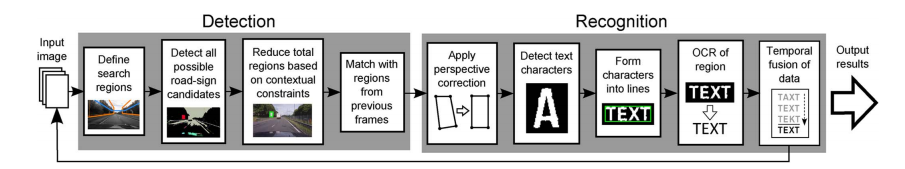 Detection
Recognition
Input
image
Define
search
regions
Detect all
possible
road-sign
candidates
Reduce total
regions based
on contextual
constraints
Match with
regions
from
previous
frames
Apply
perspective
correction
Detect text
characters
A
Form
characters
into lines
TEXT
OCR of
region
TEXT
TEXT
Temporal
fusion of
data
TAXT
TEXT
TEKT
TEXT
Output
results